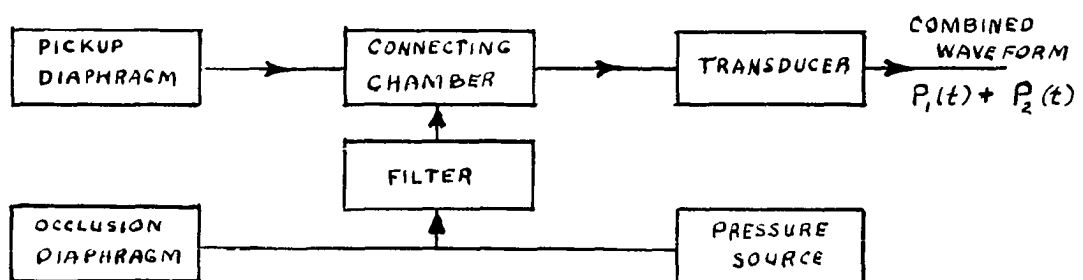 PICKUP
DIAPHRAGM
CONNECTING
CHAMBER
TRANSDUCER
COMBINED
WAVEFORM
P₁(t) + P₂(t)
FILTER
OCCLUSION
DIAPHRAGM
PRESSURE
SOURCE